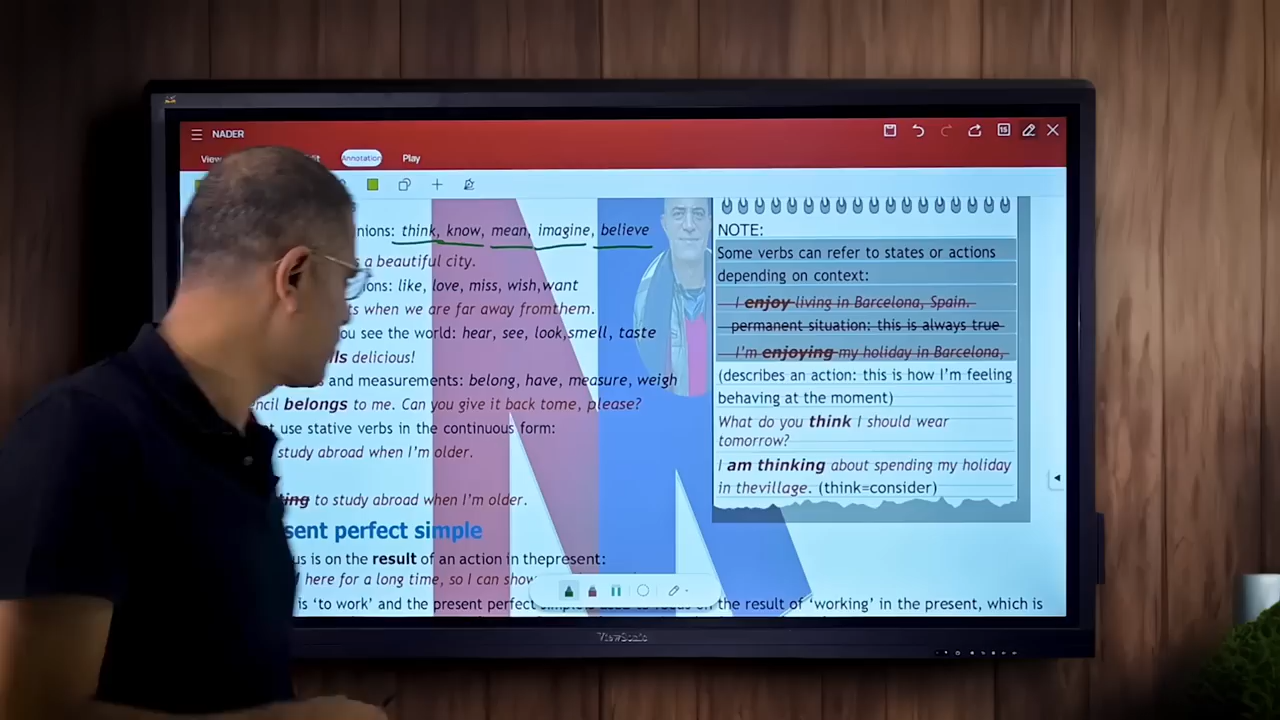 NADER
Annotation
Play
nions: think, know, mean, imagine, believe
a beautiful city.
ons: like, love, miss, wish,want
ts when we are far away fromthem.
ou see the world: hear, see, look,smell, taste
lls delicious!
and measurements: belong, have, measure, weigh
encil belongs to me. Can you give it back tome, please?
t use stative verbs in the continuous form:
study abroad when I'm older.
ting to study abroad when I'm older.
sent perfect simple
us is on the result of an action in thepresent:
here for a long time, so I can show
is 'to work' and the present perfect the result of 'working' in the present, which is
NOTE:
Some verbs can refer to states or actions
depending on context:
I enjoy living in Barcelona, Spain.
permanent situation: this is always true
I'm enjoying my holiday in Barcelona,
(describes an action: this is how I'm feeling
behaving at the moment)
What do you think I should wear
tomorrow?
I am thinking about spending my holiday
in thevillage. (think=consider)
ViewSonic